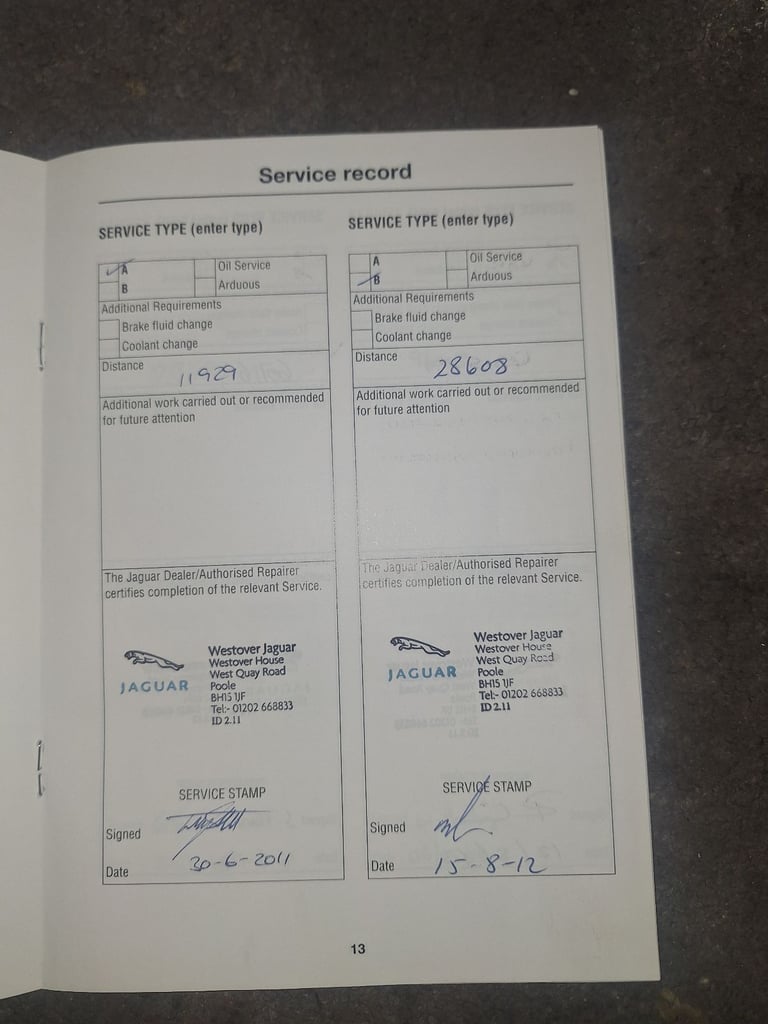 Service record
SERVICE TYPE (enter type)
A
Oil Service
B
Arduous
Additional Requirements
Brake fluid change
Coolant change
Distance
11929
Additional work carried out or recommended
for future attention
The Jaguar Dealer/Authorised Repairer
certifies completion of the relevant Service.
JAGUAR
Westover Jaguar
Westover House
West Quay Road
Poole
BH15 1JF
Tel:- 01202 668833
ID 2.11
SERVICE STAMP
Signed
Date
30-6-2011
SERVICE TYPE (enter type)
A
Oil Service
B
Arduous
Additional Requirements
Brake fluid change
Coolant change
Distance
28608
Additional work carried out or recommended
for future attention
The Jaguar Dealer/Authorised Repairer
certifies completion of the relevant Service.
JAGUAR
Westover Jaguar
Westover House
West Quay Road
Poole
BH15 1JF
Tel:- 01202 668833
ID 2.11
SERVICE STAMP
Signed
Date
15-8-12
13